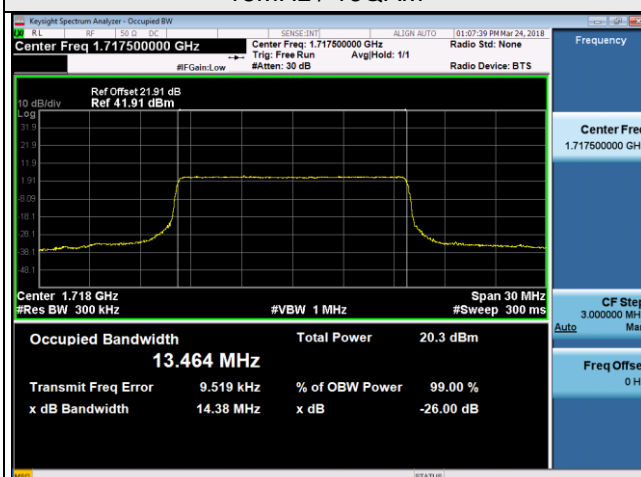 Keysight Spectrum Analyzer - Occupied BW
RL RF 50 Ω DC SENSE:INT ALIGN AUTO 01:07:39 PM Mar 24, 2018
Center Freq 1.717500000 GHz
Center Freq: 1.717500000 GHz
Radio Std: None
Trig: Free Run Avg|Hold: 1/1
#IFGain:Low #Atten: 30 dB Radio Device: BTS
Frequency
Ref Offset 21.91 dB
10 dB/div Ref 41.91 dBm
Log
31.9
21.9
11.9
1.91
-8.09
-18.1
-28.1
-38.1
-48.1
Center 1.718 GHz Span 30 MHz
#Res BW 300 kHz #VBW 1 MHz #Sweep 300 ms
Occupied Bandwidth Total Power 20.3 dBm
13.464 MHz
Transmit Freq Error 9.519 kHz % of OBW Power 99.00 %
x dB Bandwidth 14.38 MHz x dB -26.00 dB
Center Fre
1.717500000 GH
CF Step
3.000000 MH
Auto Ma
Freq Offse
0 H
MSG STATUS